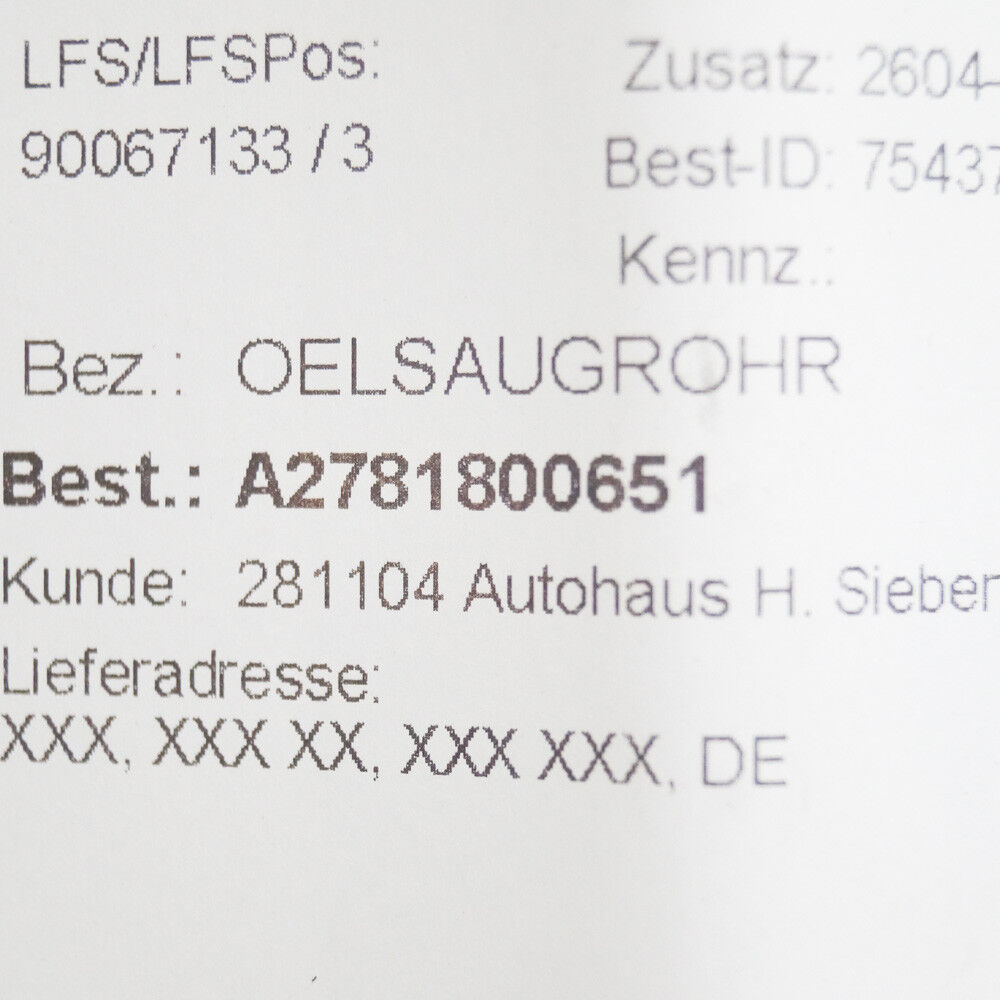 LFS/LFSPos:
90067133 / 3
Zusatz: 2604-
Best-ID: 75437
Kennz.:
Bez.: OELSAUGROHR
Best.: A2781800651
Kunde: 281104 Autohaus H. Sieber
Lieferadresse:
XXX, XXX XX, XXX XXX, DE